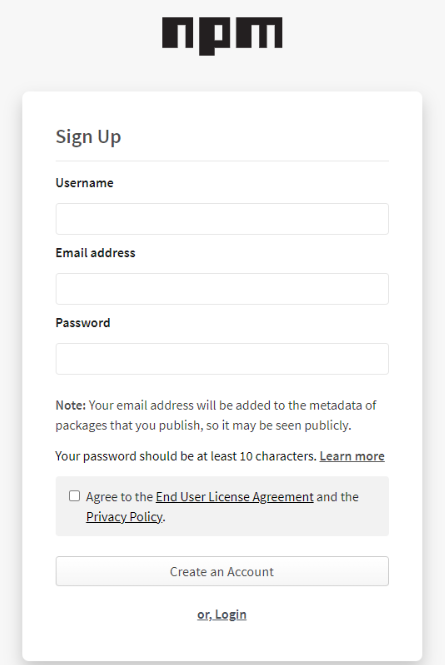 npm
Sign Up
Username
Email address
Password
Note: Your email address will be added to the metadata of
packages that you publish, so it may be seen publicly.
Your password should be at least 10 characters. Learn more
Agree to the End User License Agreement and the
Privacy Policy.
Create an Account
or, Login